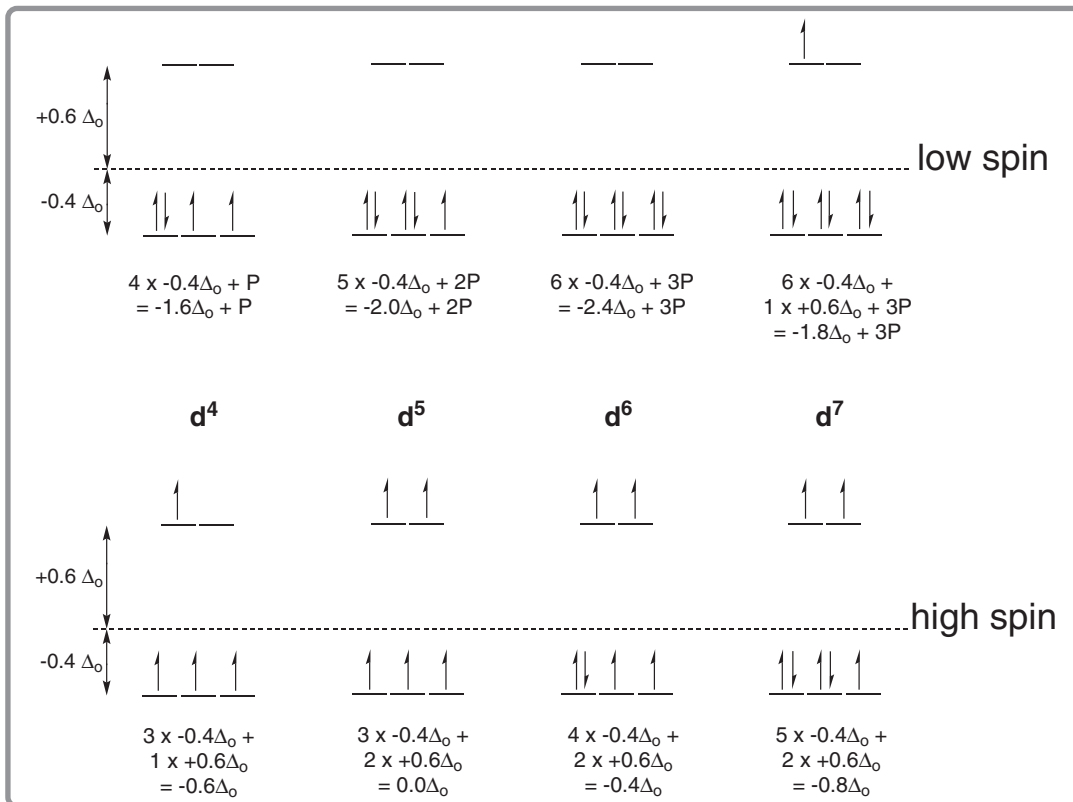 +0.6 Δo
low spin
-0.4 Δo
4 x -0.4Δo + P
= -1.6Δo + P
5 x -0.4Δo + 2P
= -2.0Δo + 2P
6 x -0.4Δo + 3P
= -2.4Δo + 3P
6 x -0.4Δo +
1 x +0.6Δo + 3P
= -1.8Δo + 3P
d4
d5
d6
d7
+0.6 Δo
high spin
-0.4 Δo
3 x -0.4Δo +
1 x +0.6Δo
= -0.6Δo
3 x -0.4Δo +
2 x +0.6Δo
= 0.0Δo
4 x -0.4Δo +
2 x +0.6Δo
= -0.4Δo
5 x -0.4Δo +
2 x +0.6Δo
= -0.8Δo